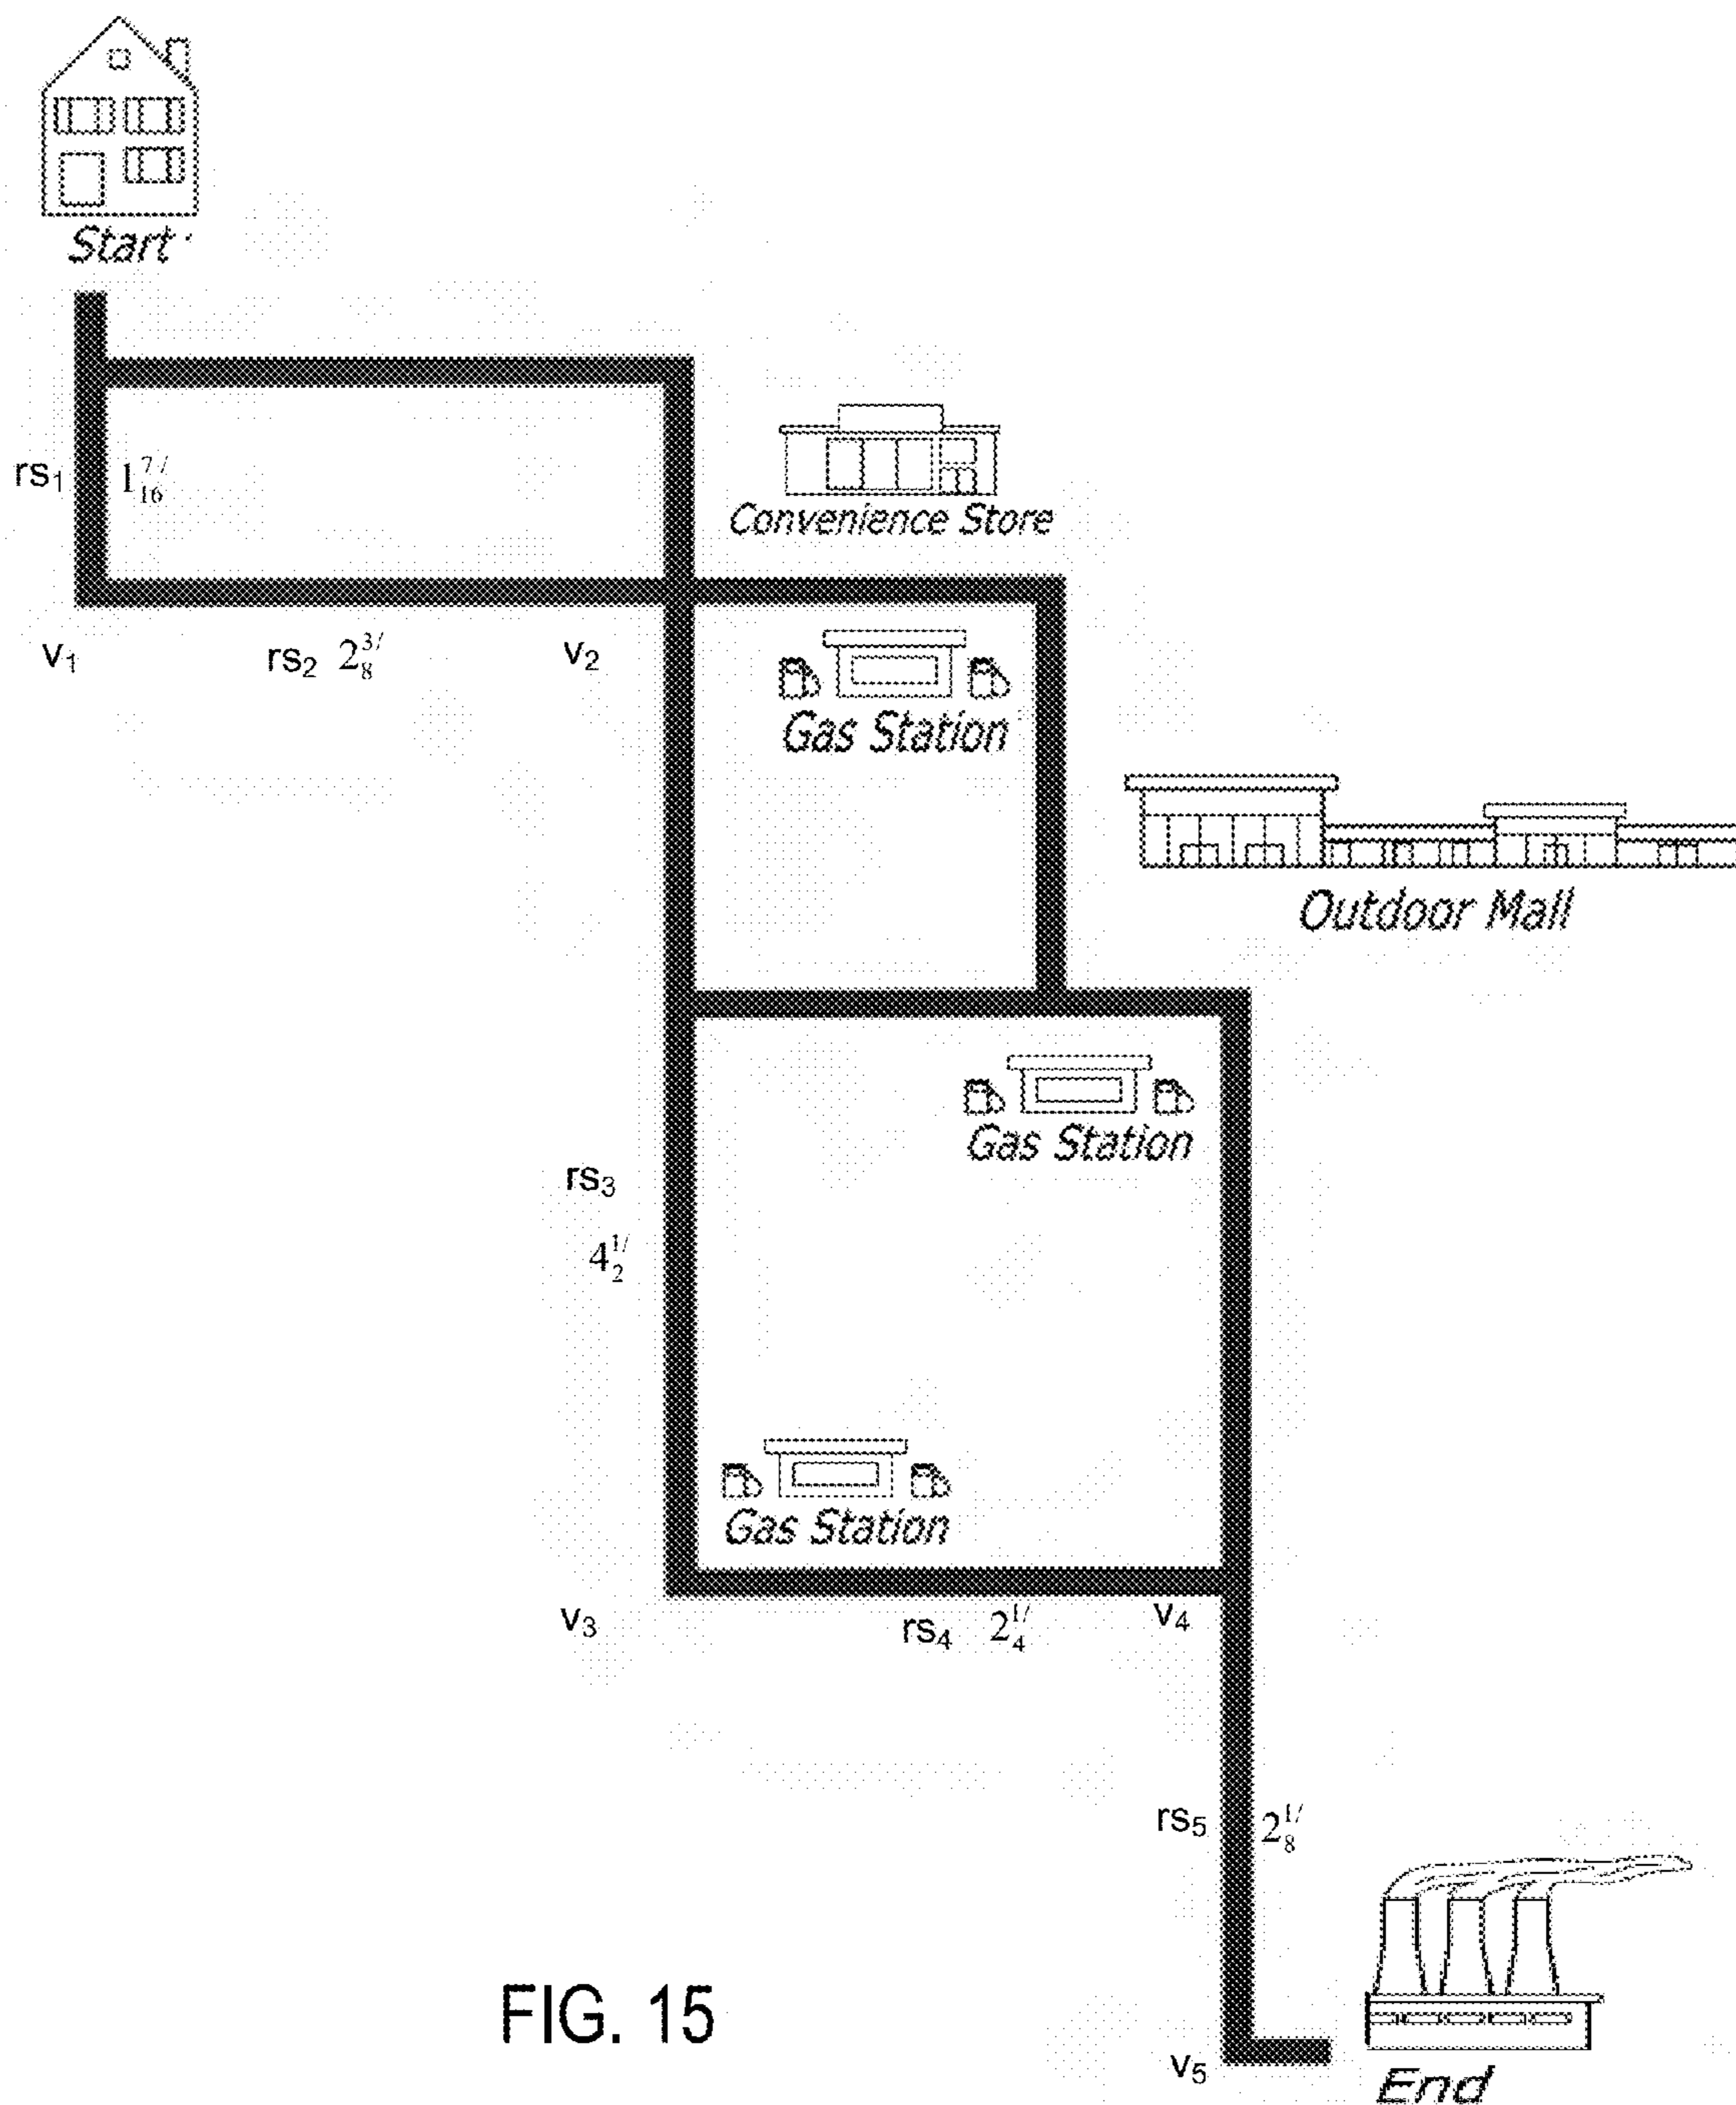 Start
rs₁ 1 7/16
Convenience Store
v₁ rs₂ 2 3/8 v₂
Gas Station
Outdoor Mall
Gas Station
rs₃
4 1/2
Gas Station
v₃ rs₄ 2 1/4 v₄
rs₅ 2 1/8
FIG. 15
v₅
End